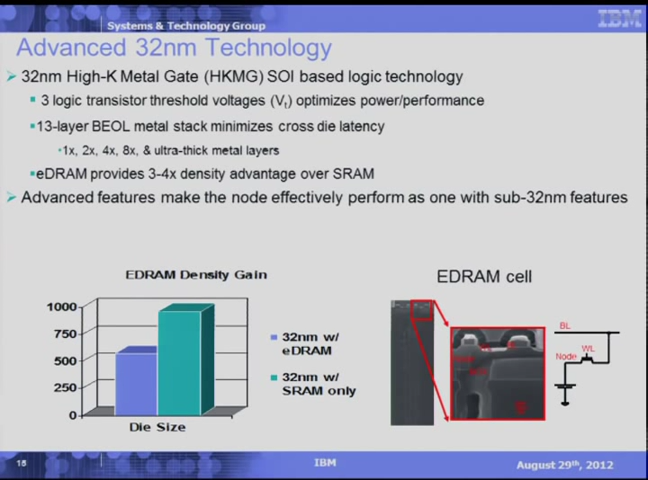 Systems & Technology Group
IBM
Advanced 32nm Technology
32nm High-K Metal Gate (HKMG) SOI based logic technology
3 logic transistor threshold voltages (Vt) optimizes power/performance
13-layer BEOL metal stack minimizes cross die latency
1x, 2x, 4x, 8x, & ultra-thick metal layers
eDRAM provides 3-4x density advantage over SRAM
Advanced features make the node effectively perform as one with sub-32nm features
EDRAM Density Gain
1000
750
500
250
0
Die Size
32nm w/
eDRAM
32nm w/
SRAM only
EDRAM cell
BL
WL
Node
IBM
August 29th, 2012